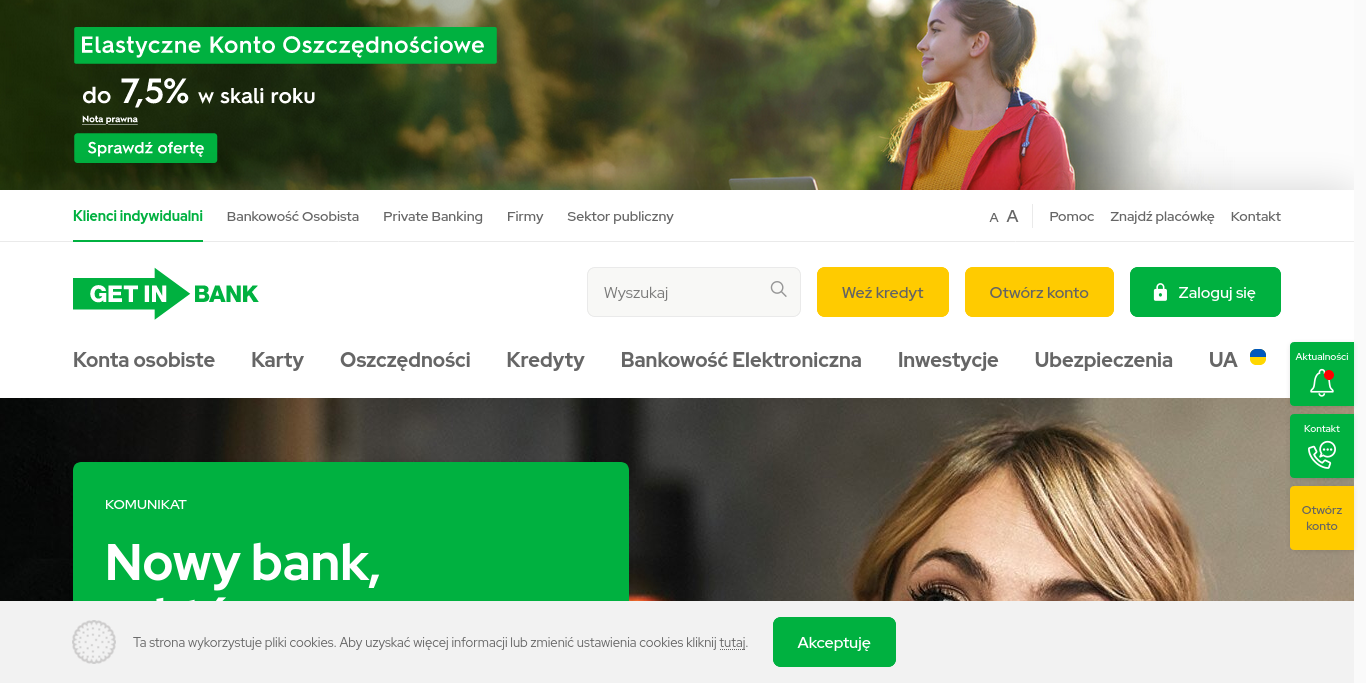 Elastyczne Konto Oszczędnościowe
do 7,5% w skali roku
Nota prawna
Sprawdź ofertę
Klienci indywidualni Bankowość Osobista Private Banking Firmy Sektor publiczny A A Pomoc Znajdź placówkę Kontakt
GET IN BANK Wyszukaj Weź kredyt Otwórz konto Zaloguj się
Konta osobiste Karty Oszczędności Kredyty Bankowość Elektroniczna Inwestycje Ubezpieczenia UA
Aktualności
Kontakt
Otwórz
konto
KOMUNIKAT
Nowy bank,
Ta strona wykorzystuje pliki cookies. Aby uzyskać więcej informacji lub zmienić ustawienia cookies kliknij tutaj. Akceptuję